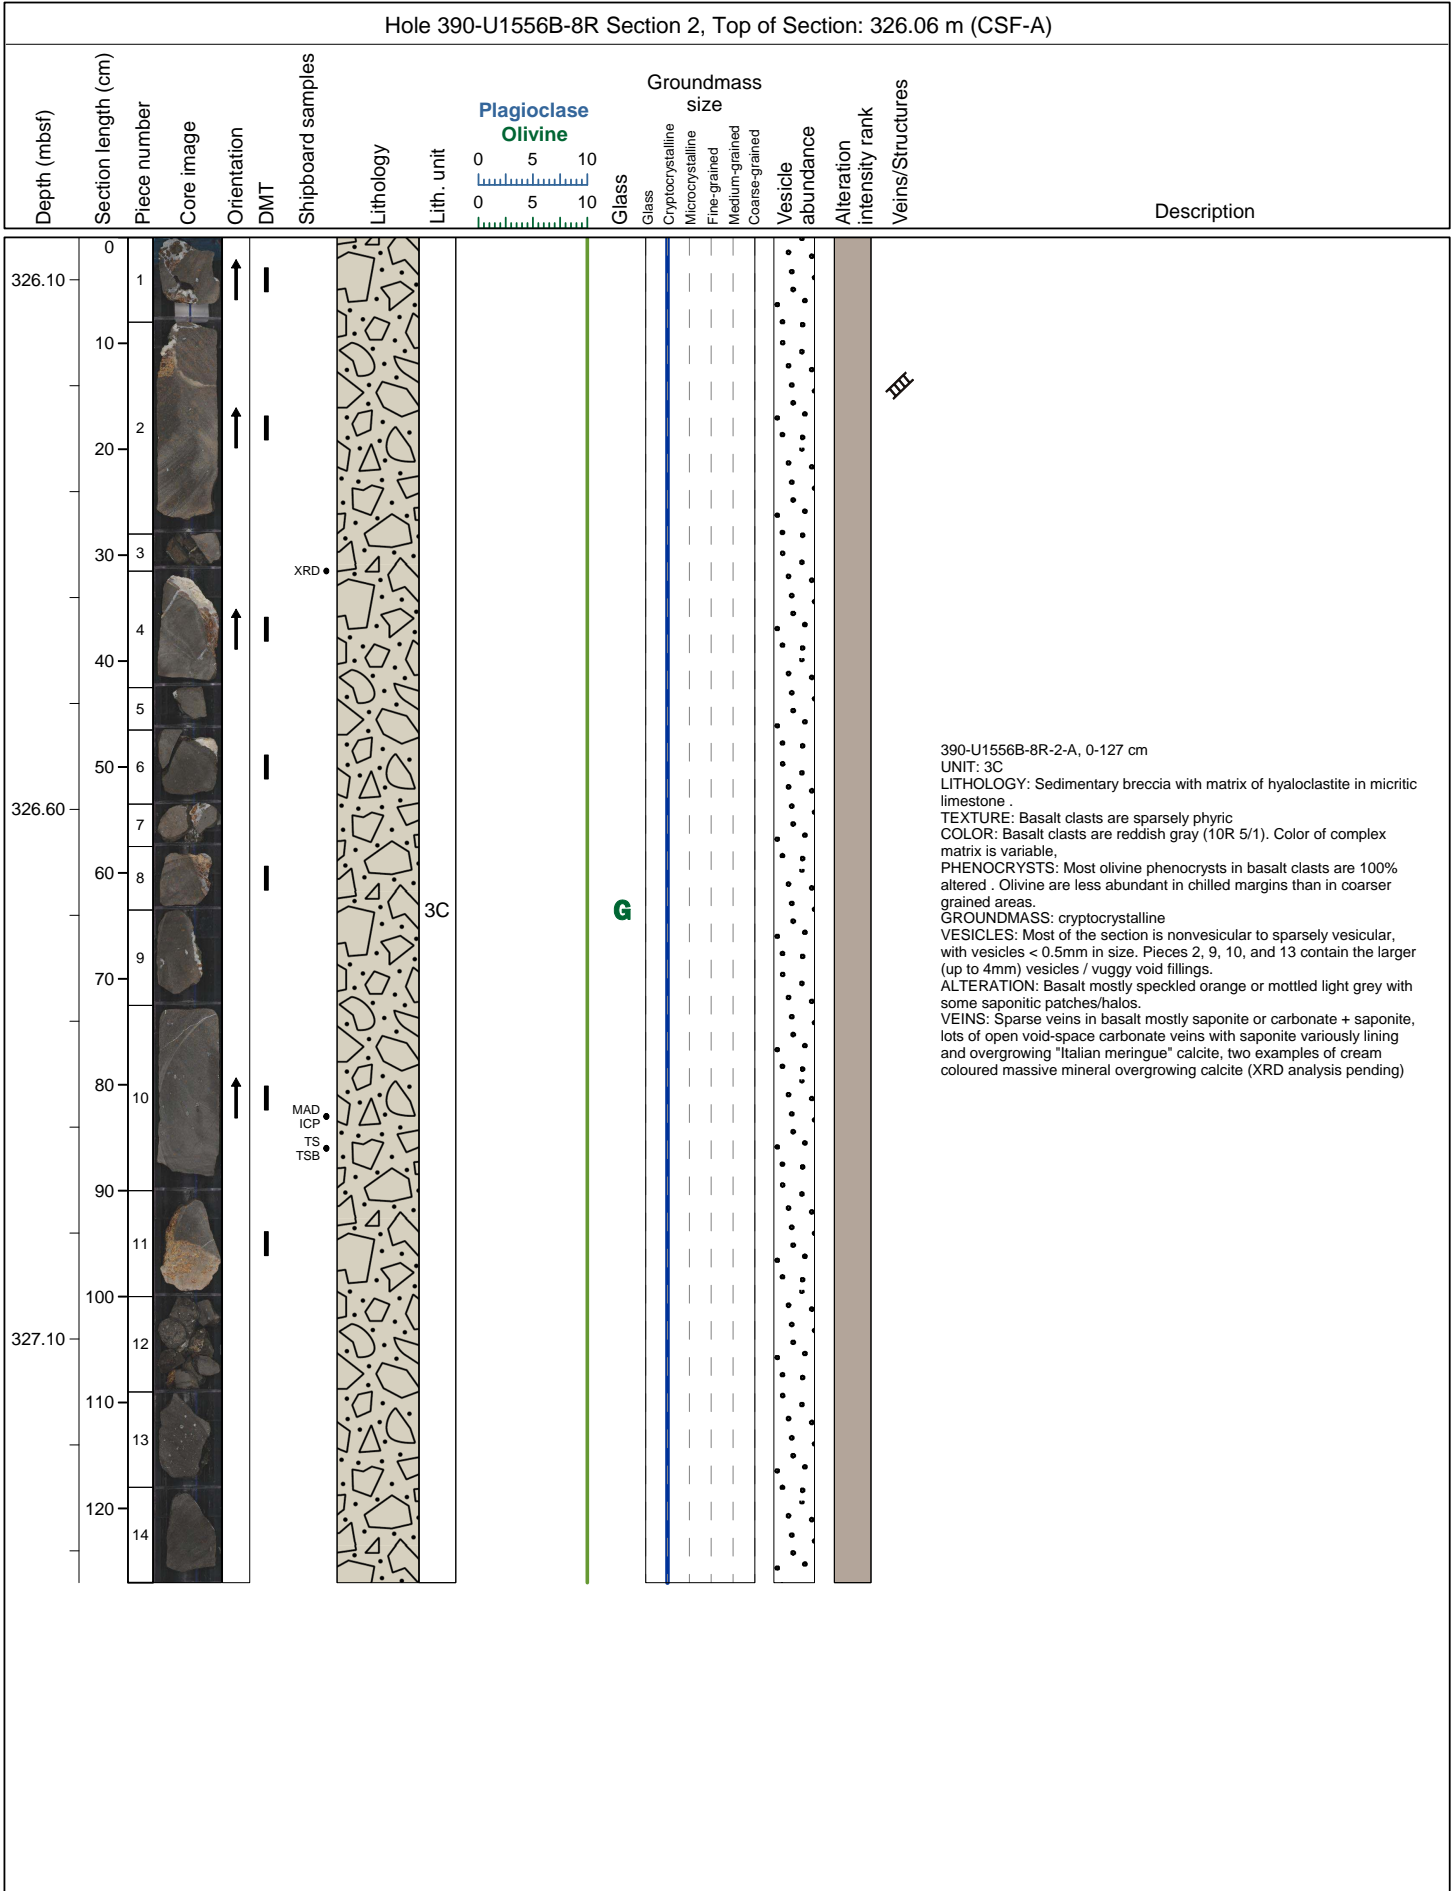 Hole 390-U1556B-8R Section 2, Top of Section: 326.06 m (CSF-A)
Depth (mbsf)
Section length (cm)
Piece number
Core image
Orientation
DMT
Shipboard samples
Lithology
Lith. unit
Plagioclase
Olivine
0 5 10
0 5 10
Glass
Groundmass
size
Glass
Cryptocrystalline
Microcrystalline
Fine-grained
Medium-grained
Coarse-grained
Vesicle
abundance
Alteration
intensity rank
Veins/Structures
Description
326.10
326.60
327.10
0
10
20
30
40
50
60
70
80
90
100
110
120
1
2
3
4
5
6
7
8
9
10
11
12
13
14
XRD
MAD
ICP
TS
TSB
3C
G
390-U1556B-8R-2-A, 0-127 cm
UNIT: 3C
LITHOLOGY: Sedimentary breccia with matrix of hyaloclastite in micritic
limestone .
TEXTURE: Basalt clasts are sparsely phyric
COLOR: Basalt clasts are reddish gray (10R 5/1). Color of complex
matrix is variable,
PHENOCRYSTS: Most olivine phenocrysts in basalt clasts are 100%
altered . Olivine are less abundant in chilled margins than in coarser
grained areas.
GROUNDMASS: cryptocrystalline
VESICLES: Most of the section is nonvesicular to sparsely vesicular,
with vesicles < 0.5mm in size. Pieces 2, 9, 10, and 13 contain the larger
(up to 4mm) vesicles / vuggy void fillings.
ALTERATION: Basalt mostly speckled orange or mottled light grey with
some saponitic patches/halos.
VEINS: Sparse veins in basalt mostly saponite or carbonate + saponite,
lots of open void-space carbonate veins with saponite variously lining
and overgrowing "Italian meringue" calcite, two examples of cream
coloured massive mineral overgrowing calcite (XRD analysis pending)